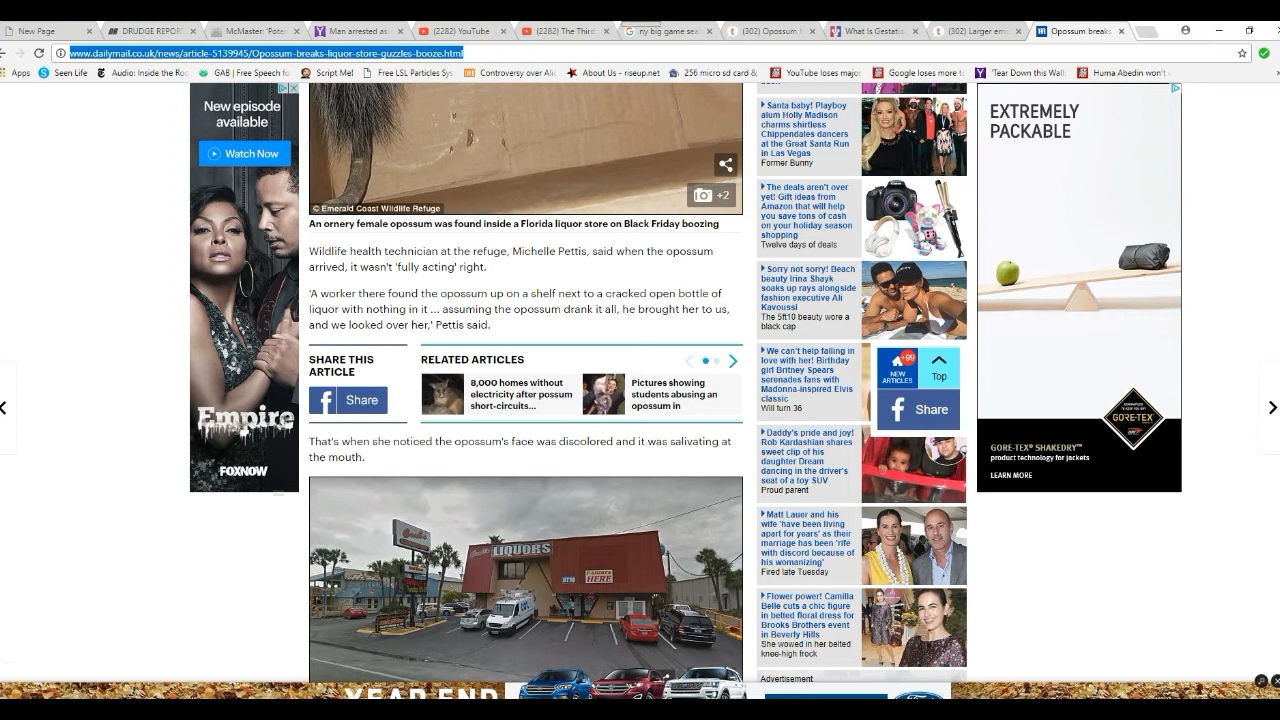 New Page
DRUDGE REPORT
McMaster: 'Poten
Man arrested as
(2282) YouTube
(2282) The Third
ny big game sea
(302) Opossum
What Is Gestatio
(302) Larger emu
Opossum breaks
www.dailymail.co.uk/news/article-5139945/Opossum-breaks-liquor-store-guzzles-booze.html
Apps
Seen Life
Audio: Inside the Roo
GAB | Free Speech fo
Script Me!
Free LSL Particles Sys
Controversy over Ali
About Us - riseup.net
256 micro sd card &
YouTube loses major
Google loses more to
'Tear Down this Wall
Huma Abedin won't
New episode
available
Watch Now
Empire
FOXNOW
+2
© Emerald Coast Wildlife Refuge
An ornery female opossum was found inside a Florida liquor store on Black Friday boozing
Wildlife health technician at the refuge, Michelle Pettis, said when the opossum
arrived, it wasn't 'fully acting' right.
'A worker there found the opossum up on a shelf next to a cracked open bottle of
liquor with nothing in it ... assuming the opossum drank it all, he brought her to us,
and we looked over her,' Pettis said.
SHARE THIS
ARTICLE
Share
RELATED ARTICLES
8,000 homes without
electricity after possum
short-circuits...
Pictures showing
students abusing an
opossum in
That's when she noticed the opossum's face was discolored and it was salivating at
the mouth.
LIQUORS
ATM
HERE
YEAR END
Santa baby! Playboy
alum Holly Madison
charms shirtless
Chippendales dancers
at the Great Santa Run
in Las Vegas
Former Bunny
The deals aren't over
yet! Gift ideas from
Amazon that will help
you save tons of cash
on your holiday season
shopping
Twelve days of deals
Sorry not sorry! Beach
beauty Irina Shayk
soaks up rays alongside
fashion executive Ali
Kavoussi
The 5ft10 beauty wore a
black cap
We can't help falling in
love with her! Birthday
girl Britney Spears
serenades fans with
Madonna-inspired Elvis
classic
Will turn 36
+99
NEW
ARTICLES
Top
Share
Daddy's pride and joy!
Rob Kardashian shares
sweet clip of his
daughter Dream
dancing in the driver's
seat of a toy SUV
Proud parent
Matt Lauer and his
wife 'have been living
apart for years' as their
marriage has been 'rife
with discord because of
his womanizing'
Fired late Tuesday
Flower power! Camilla
Belle cuts a chic figure
in belted floral dress for
Brooks Brothers event
in Beverly Hills
She wowed in her belted
knee-high frock
Advertisement
EXTREMELY
PACKABLE
GORE-TEX
GORE-TEX® SHAKEDRY™
product technology for jackets
LEARN MORE